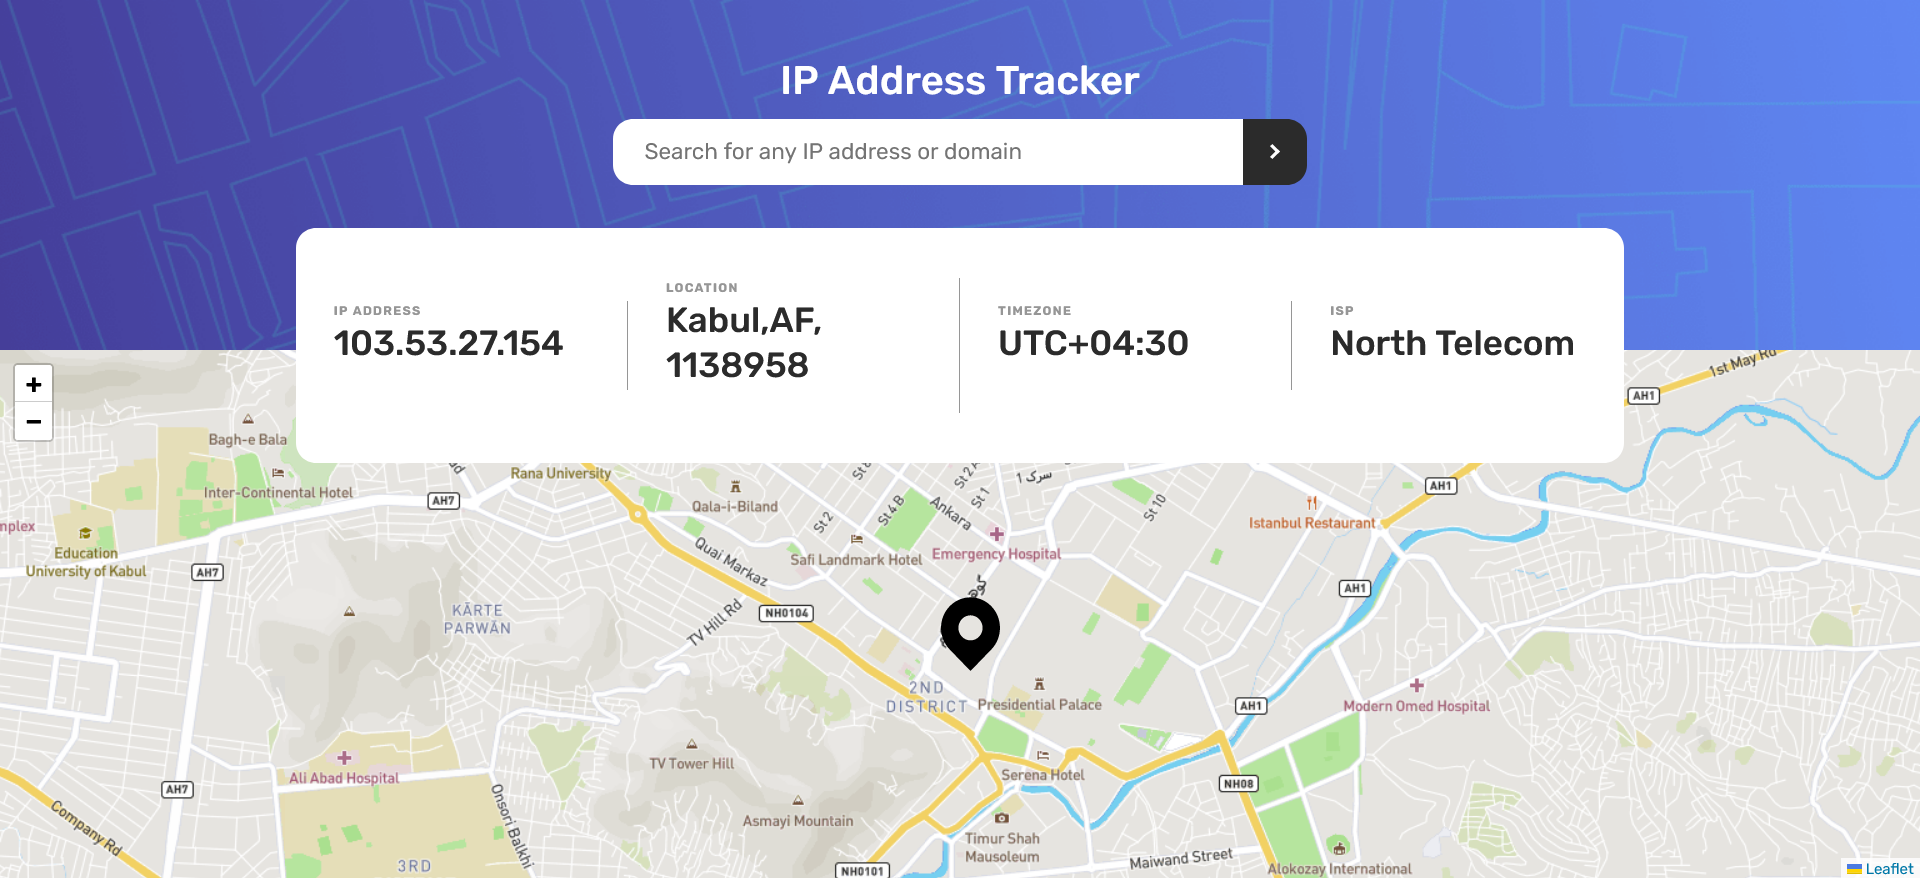 IP Address Tracker
Search for any IP address or domain
IP ADDRESS
103.53.27.154
LOCATION
Kabul,AF,
1138958
TIMEZONE
UTC+04:30
ISP
North Telecom
+
−
1st May Rd
AH1
Bagh-e Bala
Rana University
Inter-Continental Hotel
AH7
Qala-i-Biland
St 2
St 4 B
Ankara
St 1
سرک 1
St 10
AH1
Istanbul Restaurant
Education
University of Kabul
AH7
Quai Markaz
Safi Landmark Hotel
Emergency Hospital
AH1
KĀRTE
PARWĀN
TV Hill Rd
NH0104
2ND
DISTRICT
Presidential Palace
AH1
Modern Omed Hospital
TV Tower Hill
Ali Abad Hospital
AH7
Serena Hotel
NH08
Onsori Balkhi
Asmayi Mountain
Company Rd
Timur Shah
Mausoleum
3RD
NH0101
Maiwand Street
Alokozay International
Leaflet